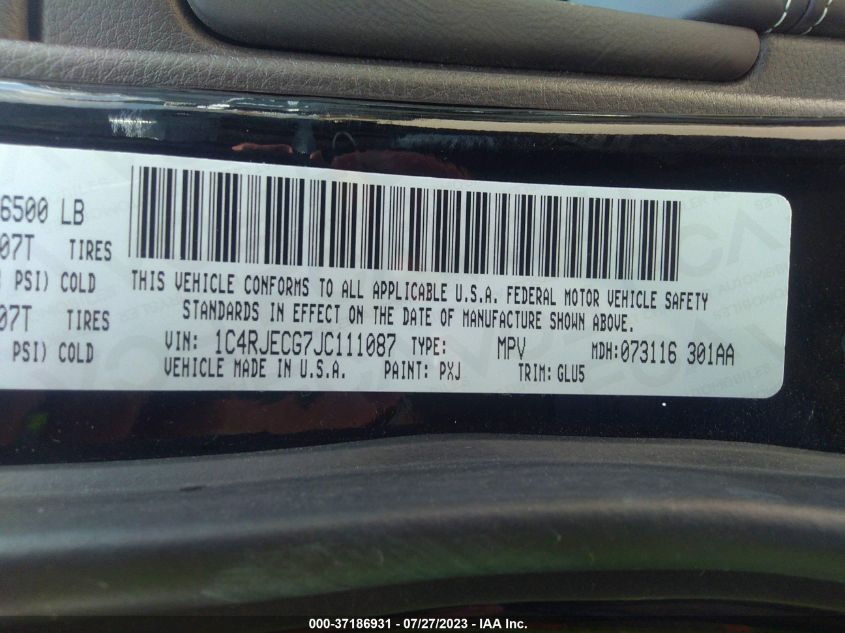 6500 LB
07T TIRES
PSI) COLD
07T TIRES
PSI) COLD
THIS VEHICLE CONFORMS TO ALL APPLICABLE U.S.A. FEDERAL MOTOR VEHICLE SAFETY
STANDARDS IN EFFECT ON THE DATE OF MANUFACTURE SHOWN ABOVE.
VIN: 1C4RJECG7JC111087 TYPE: MPV MDH:073116 301AA
VEHICLE MADE IN U.S.A. PAINT: PXJ TRIM: GLU5
000-37186931 - 07/27/2023 - IAA Inc.